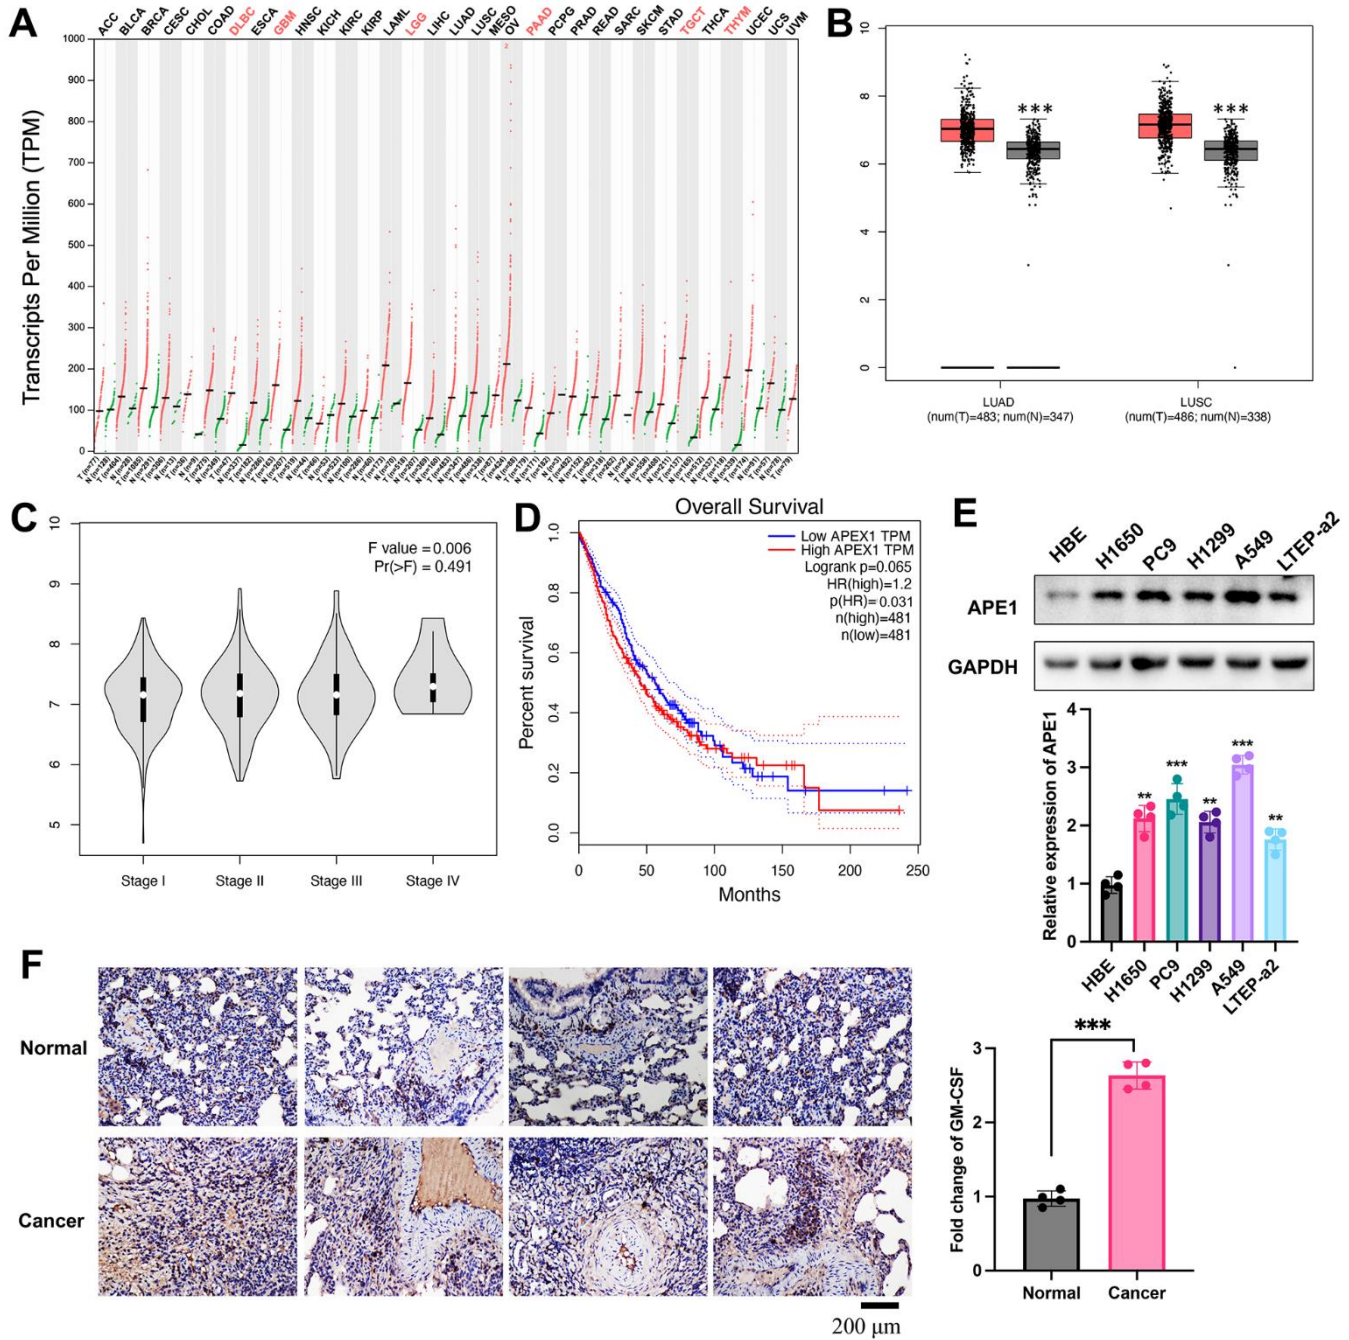 A
ACC
BLCA
BRCA
CESC
CHOL
COAD
DLBC
ESCA
GBM
HNSC
KICH
KIRC
KIRP
LAML
LGG
LIHC
LUAD
LUSC
MESO
OV
PAAD
PCPG
PRAD
READ
SARC
SKCM
STAD
TGCT
THCA
THYM
UCEC
UCS
UVM
Transcripts Per Million (TPM)
1000
900
800
700
600
500
400
300
200
100
0
B
10
8
6
4
2
0
***
***
LUAD
(num(T)=483; num(N)=347)
LUSC
(num(T)=486; num(N)=338)
C
10
9
8
7
6
5
F value = 0.006
Pr(>F) = 0.491
Stage I
Stage II
Stage III
Stage IV
D
Overall Survival
Low APEX1 TPM
High APEX1 TPM
Logrank p=0.065
HR(high)=1.2
p(HR)=0.031
n(high)=481
n(low)=481
Percent survival
1.0
0.8
0.6
0.4
0.2
0.0
0
50
100
150
200
250
Months
E
HBE
H1650
PC9
H1299
A549
LTEP-a2
APE1
GAPDH
Relative expression of APE1
4
3
2
1
0
**
***
**
***
**
HBE
H1650
PC9
H1299
A549
LTEP-a2
F
Normal
Cancer
200 μm
Fold change of GM-CSF
3
2
1
0
***
Normal
Cancer